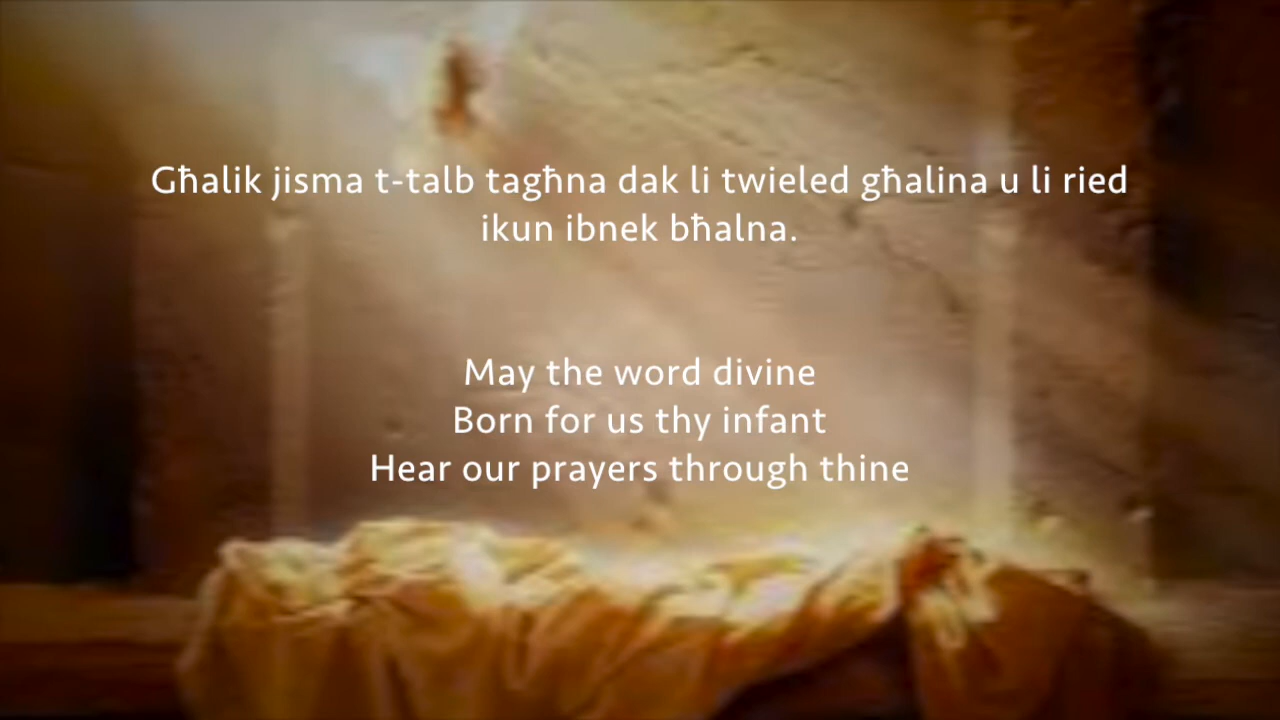 Għalik jisma t-talb tagħna dak li twieled għalina u li ried
ikun ibnek bħalna.
May the word divine
Born for us thy infant
Hear our prayers through thine